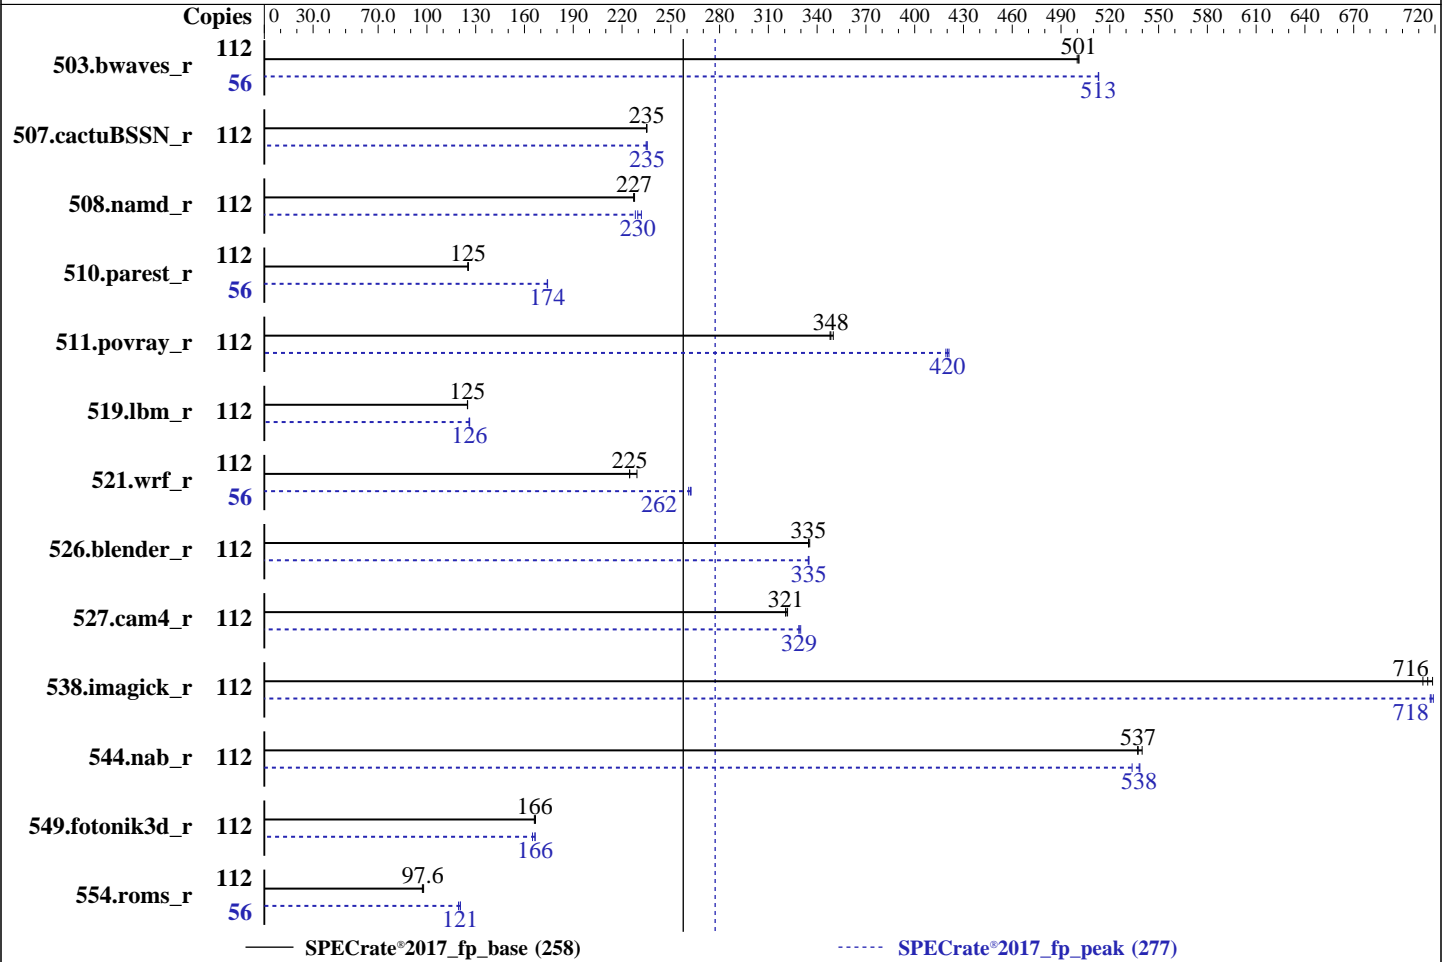 Copies 0 30.0 70.0 100 130 160 190 220 250 280 310 340 370 400 430 460 490 520 550 580 610 640 670 720
503.bwaves_r 112 501
56 513
507.cactuBSSN_r 112 235
235
508.namd_r 112 227
230
510.parest_r 112 125
56 174
511.povray_r 112 348
420
519.lbm_r 112 125
126
521.wrf_r 112 225
56 262
526.blender_r 112 335
335
527.cam4_r 112 321
329
538.imagick_r 112 716
718
544.nab_r 112 537
538
549.fotonik3d_r 112 166
166
554.roms_r 112 97.6
56 121
SPECrate®2017_fp_base (258) SPECrate®2017_fp_peak (277)